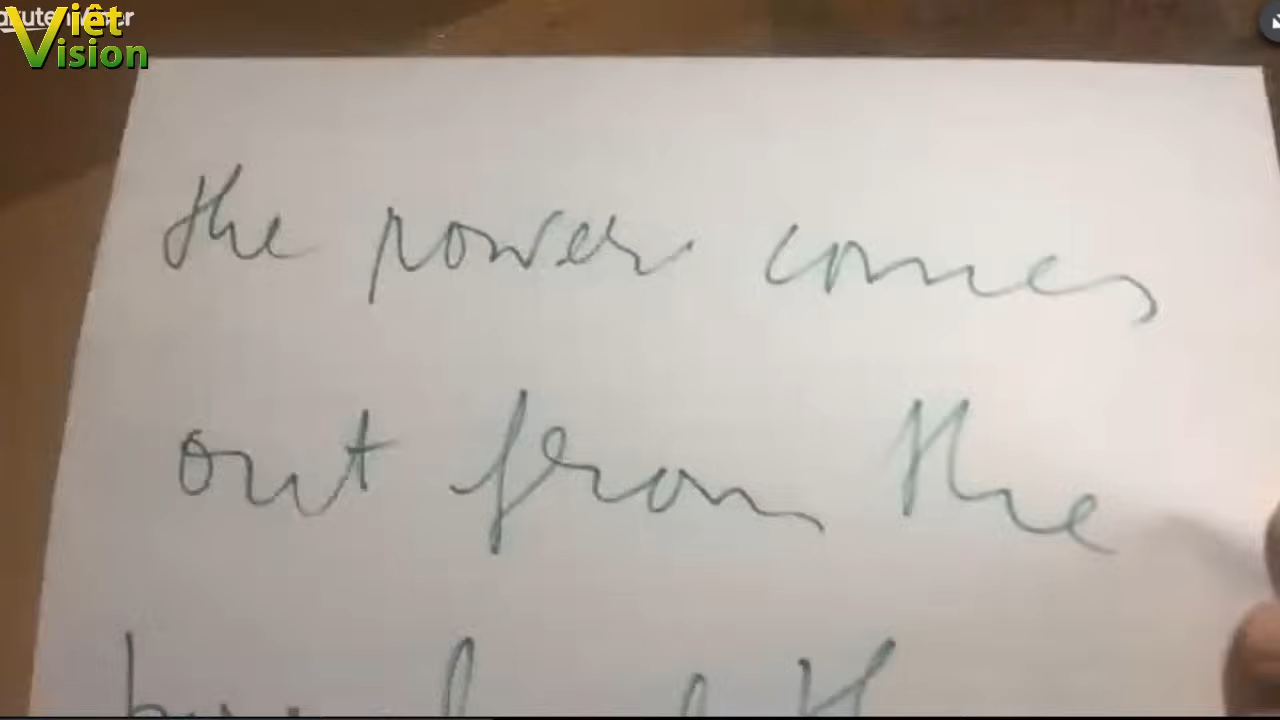 Việt
Vision
the power comes
out from the